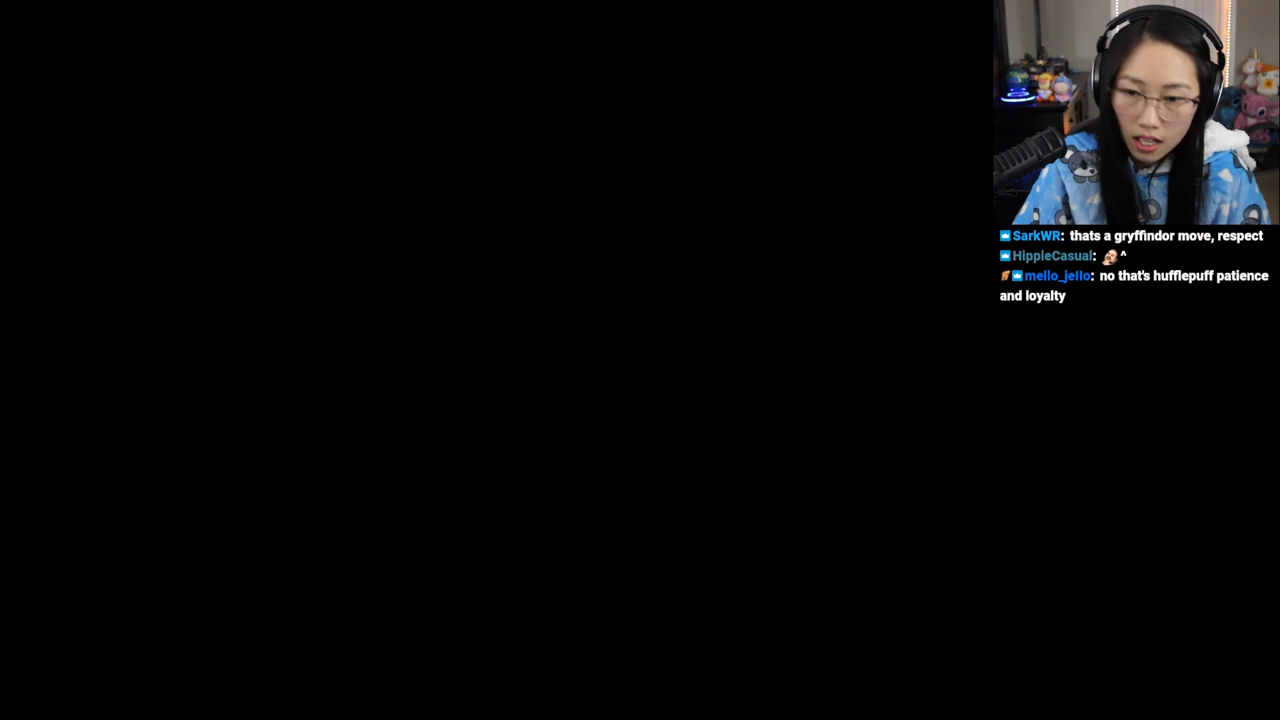 SarkWR: thats a gryffindor move, respect
HippieCasual: ^
mello_jello: no that's hufflepuff patience
and loyalty